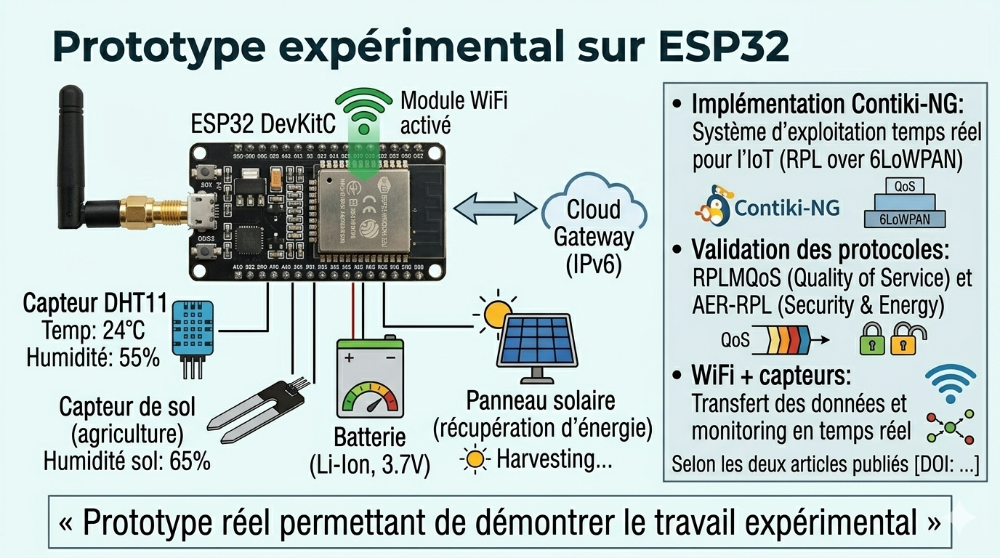 Prototype expérimental sur ESP32
ESP32 DevKitC
Module WiFi
activé
Cloud
Gateway
(IPv6)
Capteur DHT11
Temp: 24°C
Humidité: 55%
Capteur de sol
(agriculture)
Humidité sol: 65%
+ −
Batterie
(Li-Ion, 3.7V)
Panneau solaire
(récupération d'énergie)
Harvesting...
• Implémentation Contiki-NG:
Système d'exploitation temps réel
pour l'IoT (RPL over 6LoWPAN)
Contiki-NG
QoS
6LoWPAN
• Validation des protocoles:
RPLMQoS (Quality of Service) et
AER-RPL (Security & Energy)
QoS
• WiFi + capteurs:
Transfert des données et
monitoring en temps réel
Selon les deux articles publiés [DOI: ...]
« Prototype réel permettant de démontrer le travail expérimental »